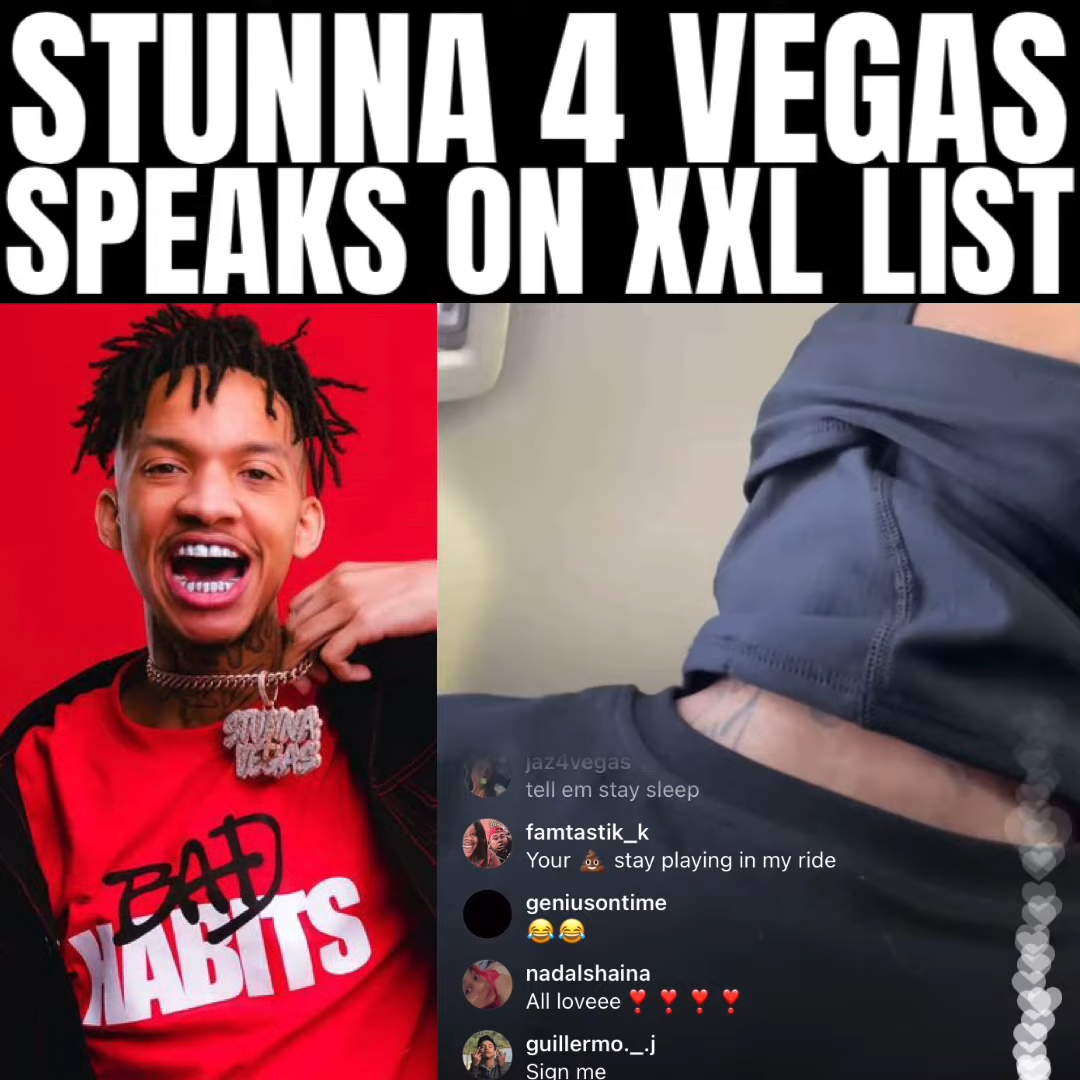 STUNNA 4 VEGAS
SPEAKS ON XXL LIST
STUNNA
VEGAS
BAD
HABITS
jaz4vegas
tell em stay sleep
famtastik_k
Your 💩 stay playing in my ride
geniusontime
😂😂
nadalshaina
All loveee❣️❣️❣️❣️
guillermo._.j
Sign me